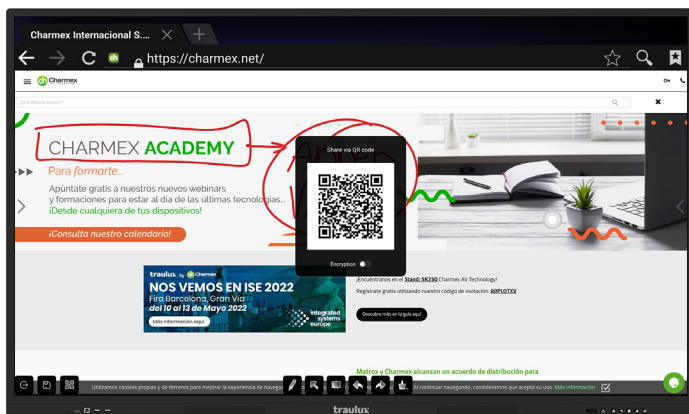 Charmex Internacional S....
https://charmex.net/
Charmex
¿Qué deseas buscar?
CHARMEX ACADEMY
Para formarte...
Apúntate gratis a nuestros nuevos webinars
y formaciones para estar al día de las últimas tecnologías...
¡Desde cualquiera de tus dispositivos!
¡Consulta nuestro calendario!
Share via QR code
Encryption
traulux by Charmex
NOS VEMOS EN ISE 2022
Fira Barcelona, Gran Vía
del 10 al 13 de Mayo 2022
Más información aquí
integrated
systems
europe
¡Encuéntranos en el Stand: 5K250 Charmex AV Technology!
Regístrate gratis utilizando nuestro código de invitación: A0PLOTXV
Descubre más en la guía aquí
Matrox y Charmex alcanzan un acuerdo de distribución para
Utilizamos cookies propias y de terceros para mejorar la experiencia de navegac
Al continuar navegando, consideramos que acepta su uso. Más información
traulux